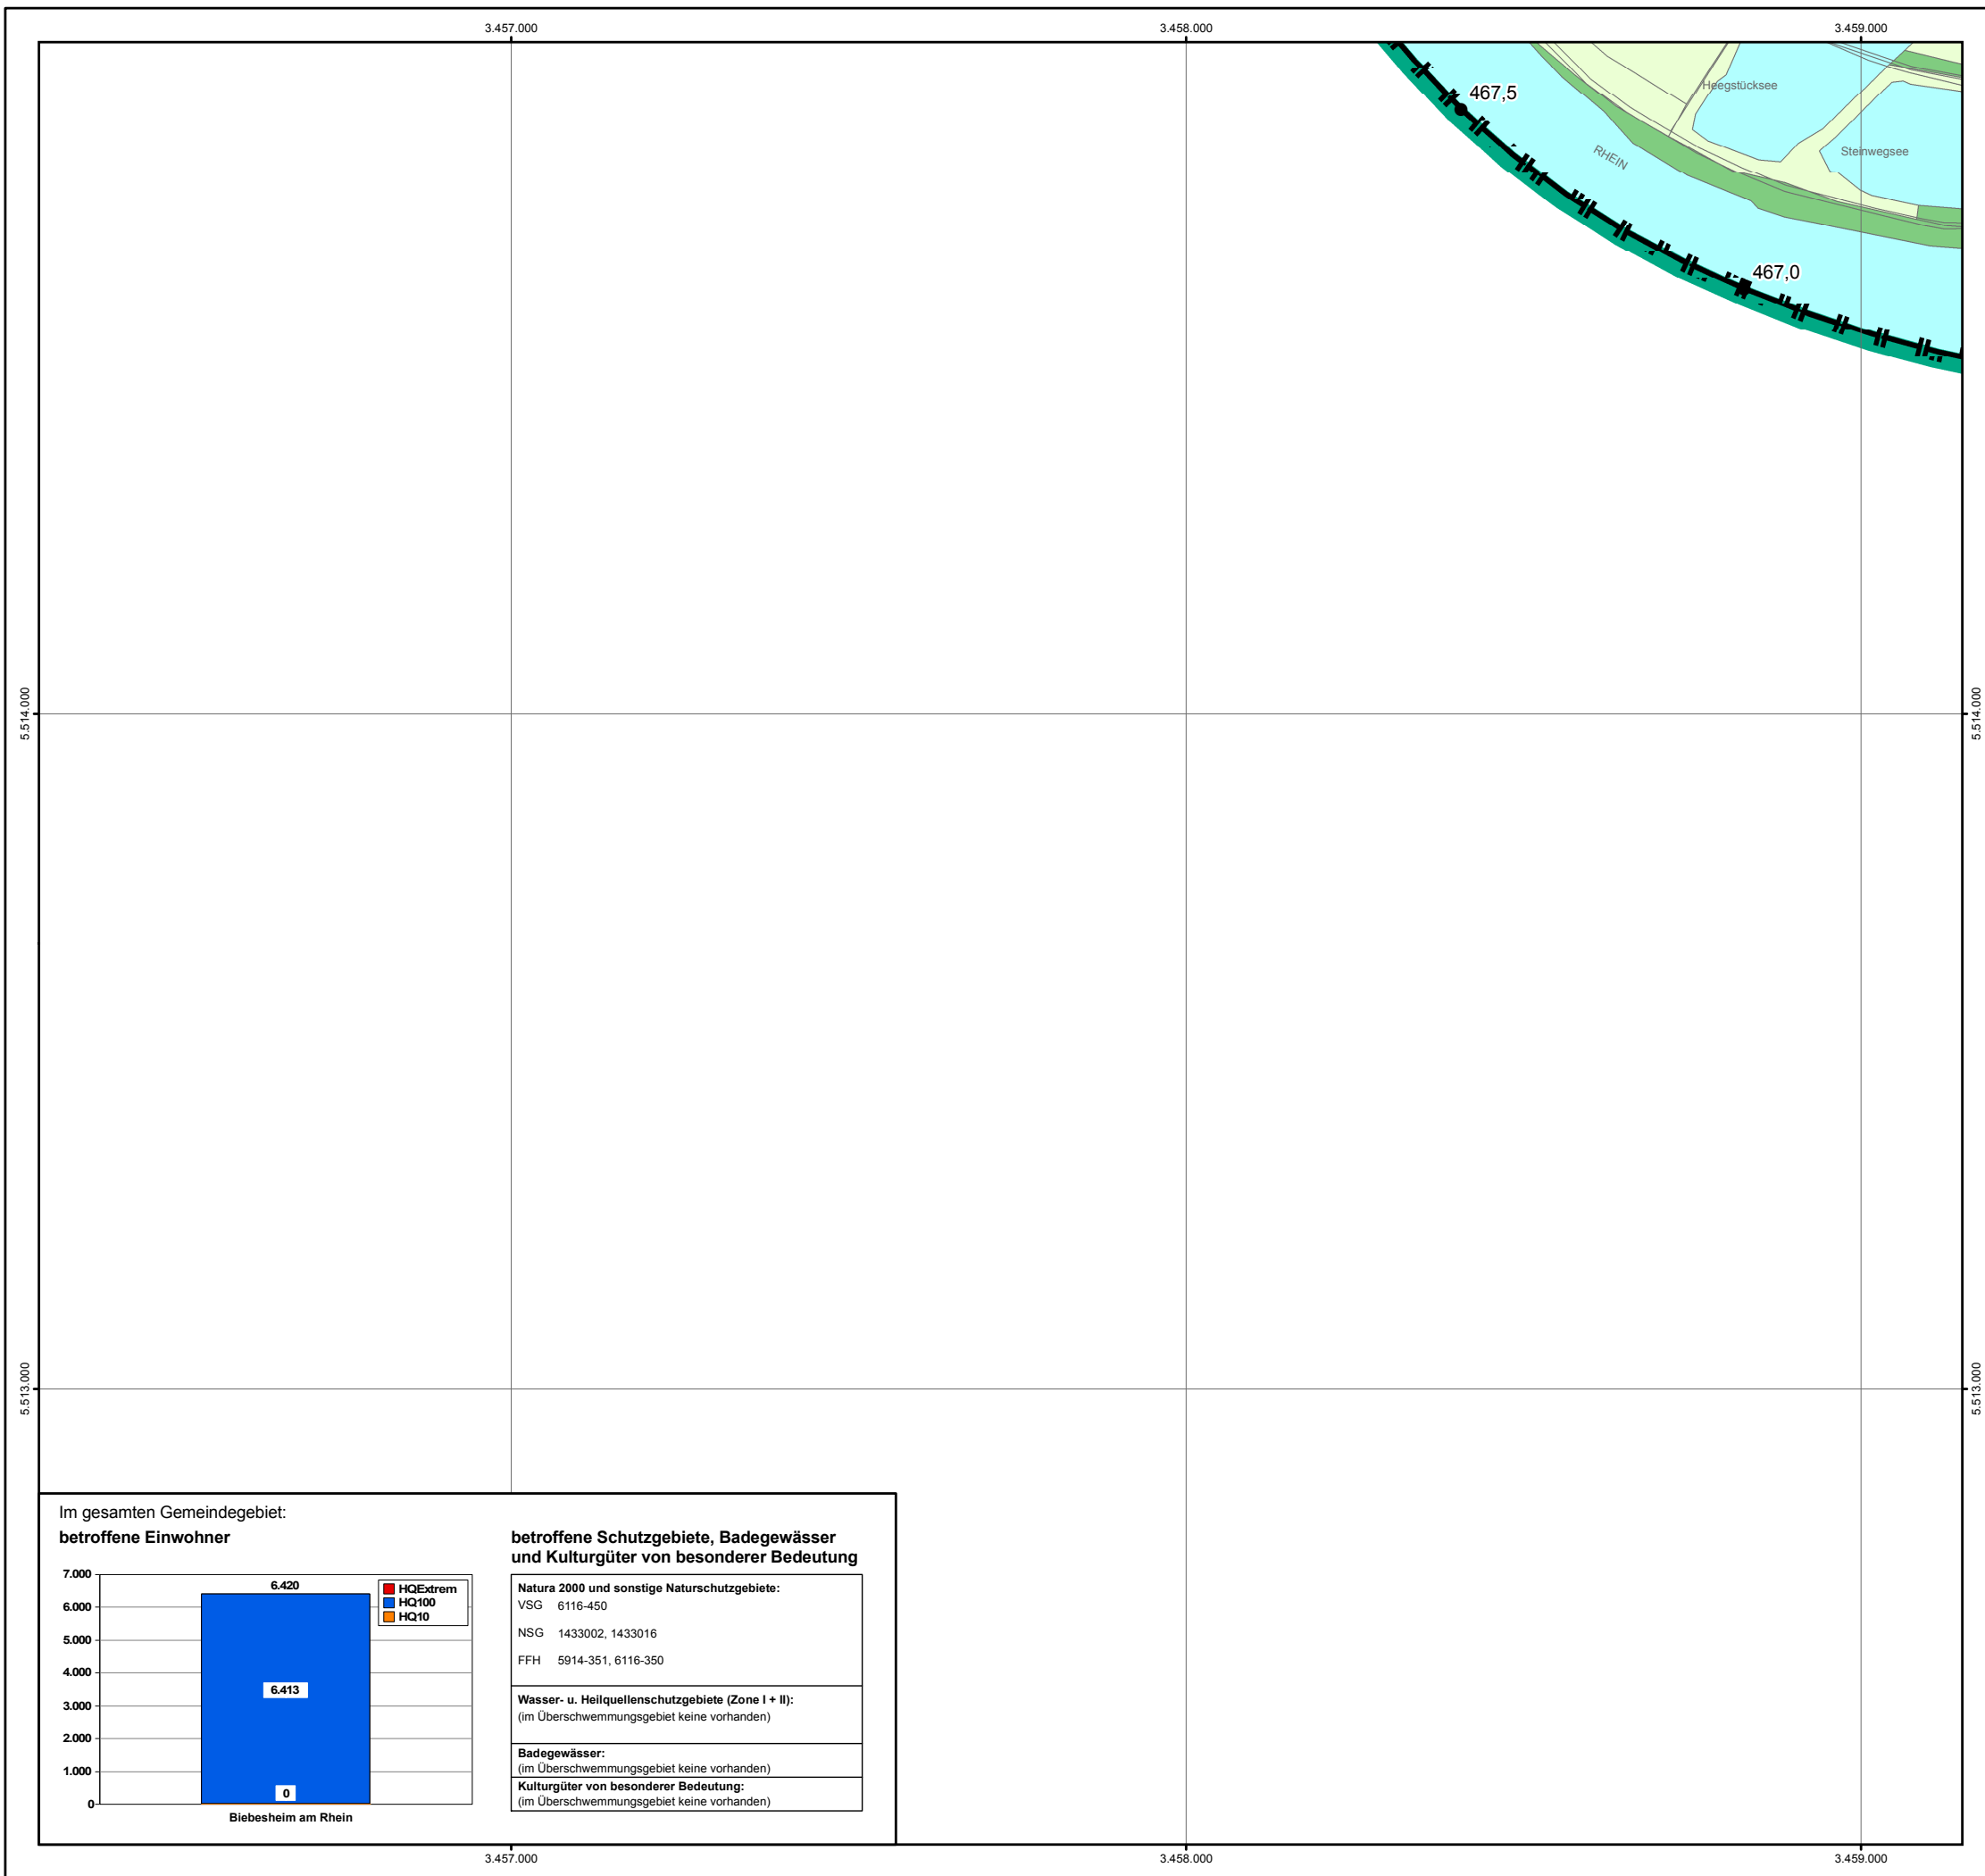 3.457.000
3.458.000
3.459.000
467,5
Heegstücksee
RHEIN
Steinwegsee
467,0
5.514.000
5.514.000
5.513.000
5.513.000
Im gesamten Gemeindegebiet:
betroffene Einwohner
7.000
6.000
5.000
4.000
3.000
2.000
1.000
0
6.420
6.413
0
HQExtrem
HQ100
HQ10
Biebesheim am Rhein
betroffene Schutzgebiete, Badegewässer
und Kulturgüter von besonderer Bedeutung
Natura 2000 und sonstige Naturschutzgebiete:
VSG 6116-450
NSG 1433002, 1433016
FFH 5914-351, 6116-350
Wasser- u. Heilquellenschutzgebiete (Zone I + II):
(im Überschwemmungsgebiet keine vorhanden)
Badegewässer:
(im Überschwemmungsgebiet keine vorhanden)
Kulturgüter von besonderer Bedeutung:
(im Überschwemmungsgebiet keine vorhanden)
3.457.000
3.458.000
3.459.000